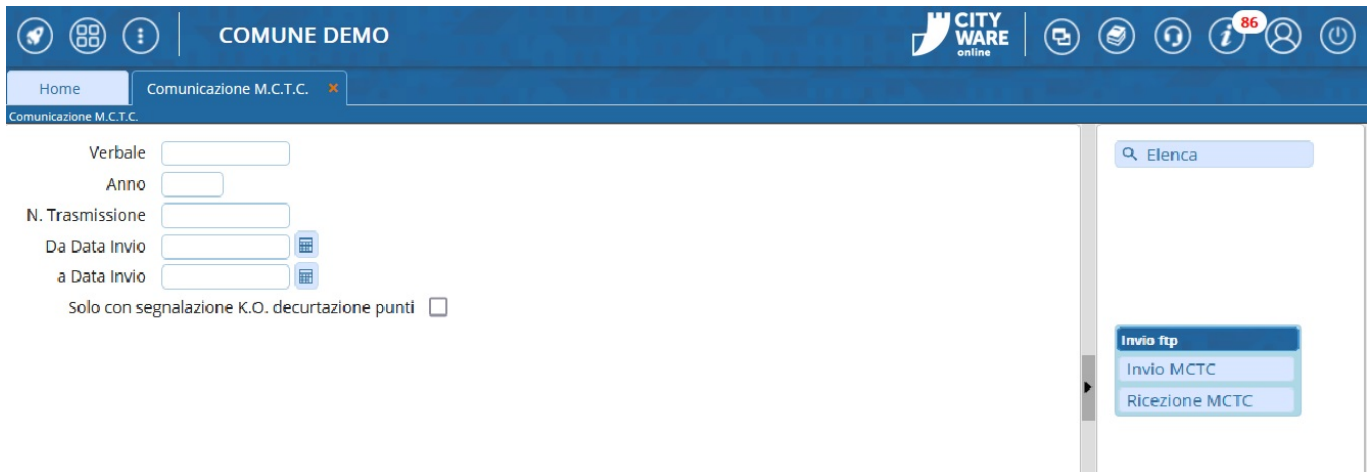 COMUNE DEMO
CITY
WARE
online
86
Home
Comunicazione M.C.T.C.
Comunicazione M.C.T.C.
Verbale
Anno
N. Trasmissione
Da Data Invio
a Data Invio
Solo con segnalazione K.O. decurtazione punti
Elenca
Invio ftp
Invio MCTC
Ricezione MCTC